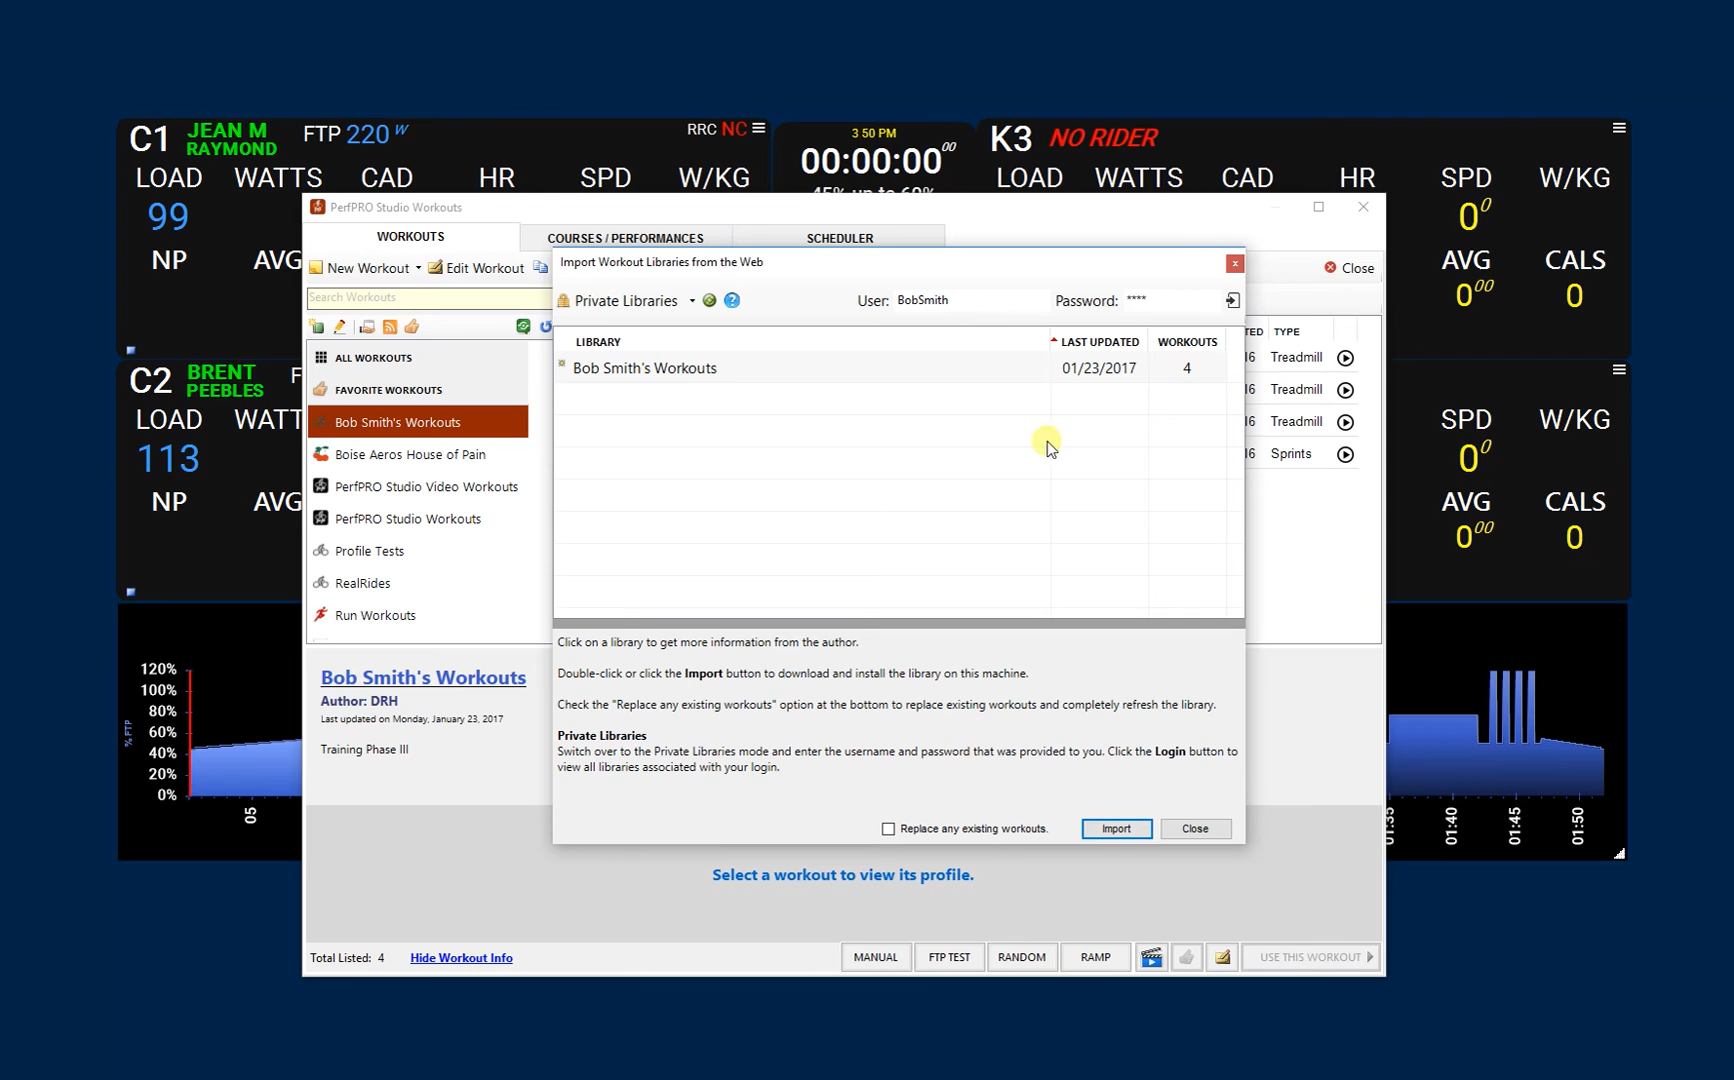 C1 JEAN M RAYMOND FTP 220 W RRC NC
LOAD WATTS CAD HR SPD W/KG
99
NP AVG
3 50 PM
00:00:00 00
K3 NO RIDER
LOAD WATTS CAD HR SPD W/KG
0 0
AVG CALS
0 00 0
PerfPRO Studio Workouts
WORKOUTS COURSES / PERFORMANCES SCHEDULER
New Workout Edit Workout Close
Search Workouts
ALL WORKOUTS
FAVORITE WORKOUTS
Bob Smith's Workouts
Boise Aeros House of Pain
PerfPRO Studio Video Workouts
PerfPRO Studio Workouts
Profile Tests
RealRides
Run Workouts
Import Workout Libraries from the Web
Private Libraries User: BobSmith Password: ****
LIBRARY LAST UPDATED WORKOUTS
Bob Smith's Workouts 01/23/2017 4
Click on a library to get more information from the author.
Double-click or click the Import button to download and install the library on this machine.
Check the "Replace any existing workouts" option at the bottom to replace existing workouts and completely refresh the library.
Private Libraries
Switch over to the Private Libraries mode and enter the username and password that was provided to you. Click the Login button to
view all libraries associated with your login.
Replace any existing workouts. Import Close
TED TYPE
16 Treadmill
16 Treadmill
16 Treadmill
16 Sprints
C2 BRENT PEEBLES F
LOAD WATT
113
NP AVG
SPD W/KG
0 0
AVG CALS
0 00 0
Bob Smith's Workouts
Author: DRH
Last updated on Monday, January 23, 2017
Training Phase III
Select a workout to view its profile.
Total Listed: 4 Hide Workout Info MANUAL FTP TEST RANDOM RAMP USE THIS WORKOUT
% FTP
120%
100%
80%
60%
40%
20%
0%
05
01:35 01:40 01:45 01:50